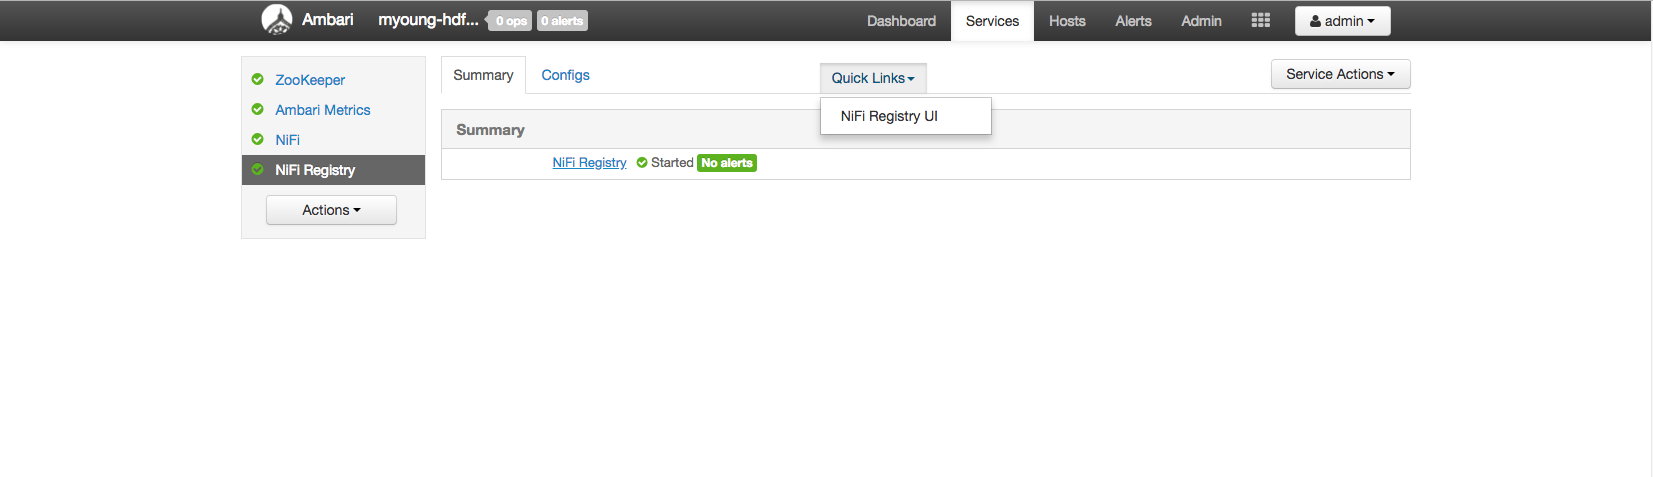 Ambari myoung-hdf... 0 ops 0 alerts Dashboard Services Hosts Alerts Admin admin
ZooKeeper
Ambari Metrics
NiFi
NiFi Registry
Actions
Summary Configs Quick Links Service Actions
NiFi Registry UI
Summary
NiFi Registry Started No alerts